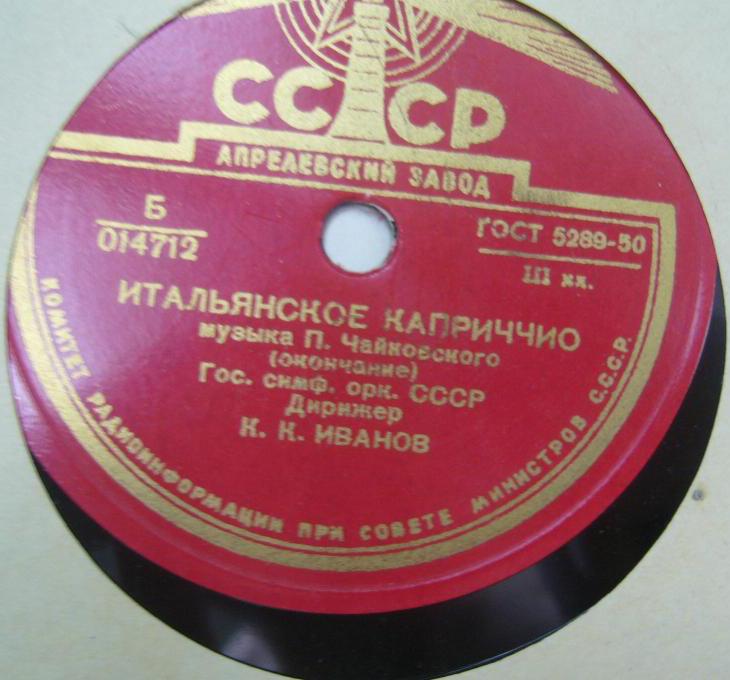 СССР
АПРЕЛЕВСКИЙ ЗАВОД
Б
014712
ГОСТ 5289-50
III кл.
ИТАЛЬЯНСКОЕ КАПРИЧЧИО
музыка П. Чайковского
(окончание)
Гос. симф. орк. СССР
Дирижер
К. К. ИВАНОВ
КОМИТЕТ РАДИОИНФОРМАЦИИ ПРИ СОВЕТЕ МИНИСТРОВ С.С.С.Р.